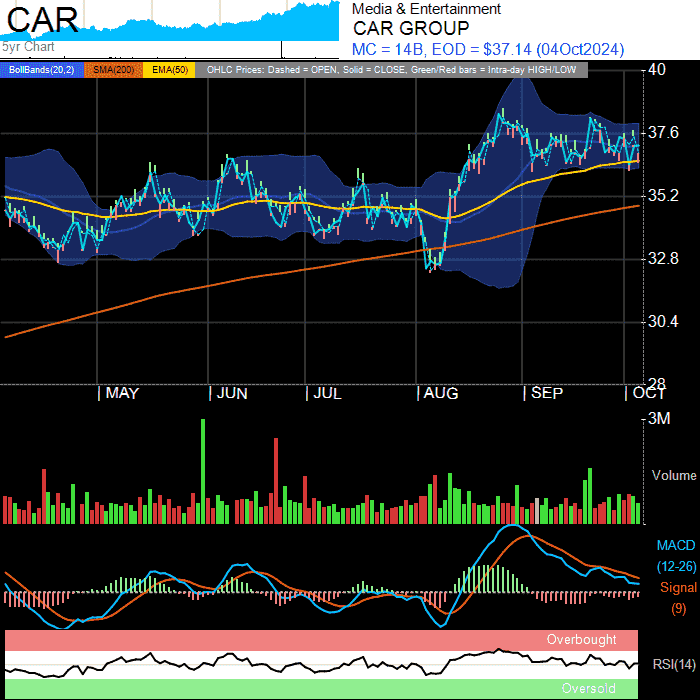 CAR
5yr Chart
Media & Entertainment
CAR GROUP
MC = 14B, EOD = $37.14 (04Oct2024)
BollBands(20,2) SMA(200) EMA(50) OHLC Prices: Dashed = OPEN, Solid = CLOSE, Green/Red bars = Intra-day HIGH/LOW
40
37.6
35.2
32.8
30.4
28
MAY JUN JUL AUG SEP OCT
3M
Volume
MACD
(12-26)
Signal
(9)
Overbought
RSI(14)
Oversold